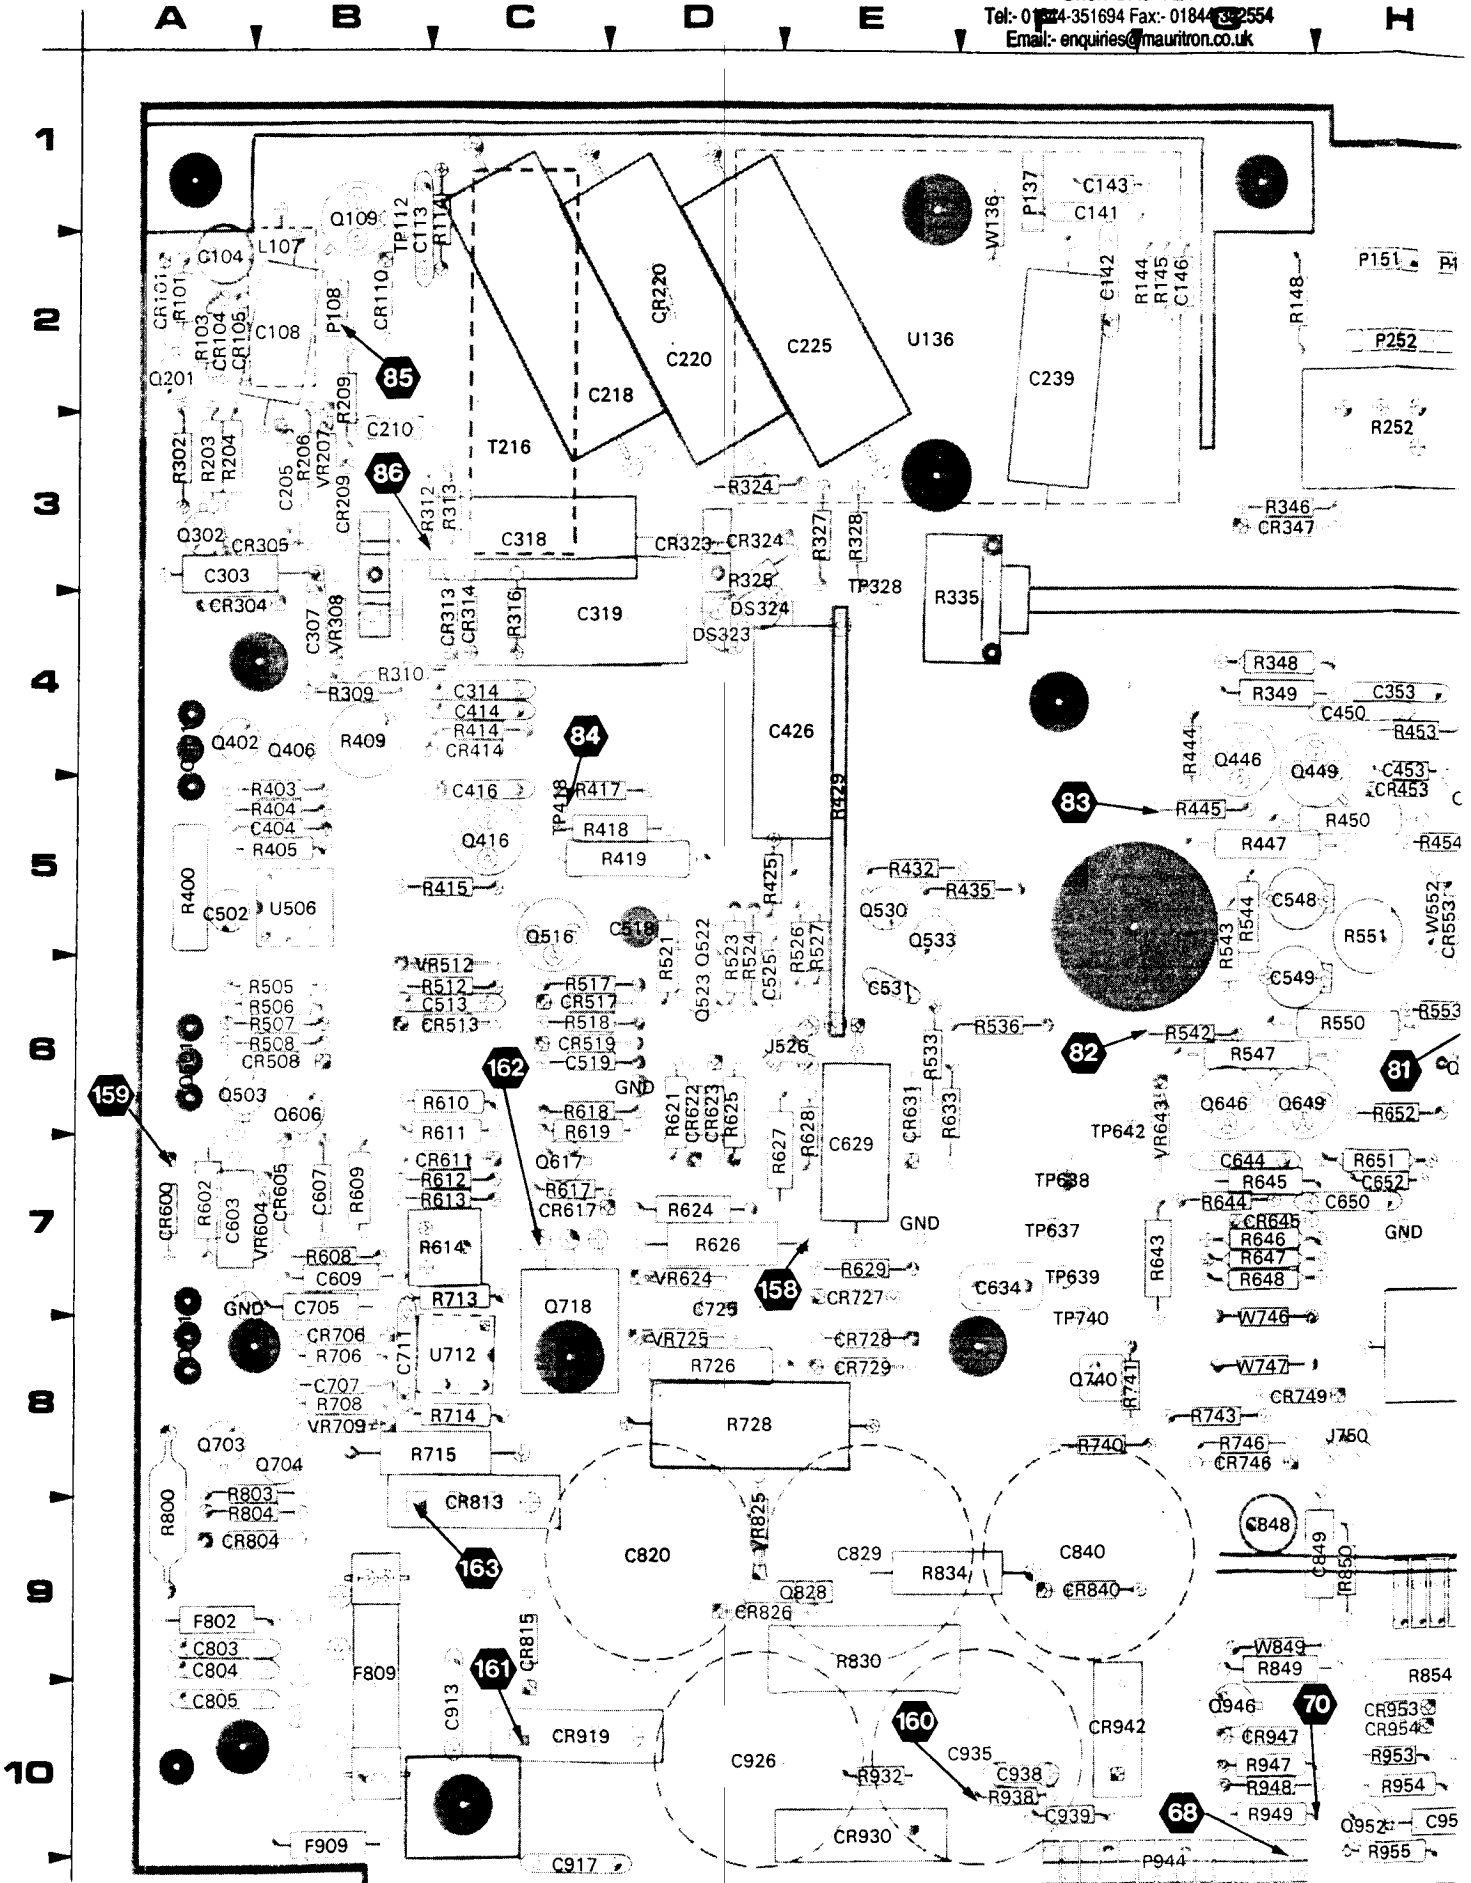 A B C D E F G H
Tel:- 01844-351694 Fax:- 01844-352554
Email:- enquiries@mauritron.co.uk
1
Q109 TP112 C113 R114 W136 P137 C143
C141
C104 L107
CR101 R101 R103 CR104 CR105 C108 P108 CR110
C142 R144 R145 C146 R148 P151
2
CR220 C220 C225 U136 C239 P252
85
Q201 R209 C218
R302 R203 R204 C205 R206 VR207 C210 T216 R252
86
CR209 R312 R313 R324
3
R327 R328 R346
CR347
Q302 CR305 C318 CR323 CR324
C303 R325 TP328 R335
CR304 C307 VR308 CR313 CR314 R316 C319 DS324
DS323
4
R310 R348
R309 C314 R349 C353
C414 C450
Q402 Q406 R409 R414 84 C426 R444 Q446 R453
CR414 Q449
R403 C416 TP418 R417 R429 83 C453
CR453
R404 R445
C404 R418 R450
R405 Q416 R419 R447 R454
5
R400 R415 R425 R432 R435
C502 U506 C518 Q530 R544 C548 W552 CR553
Q516 R521 Q522 R523 R524 R526 R527 Q533 R543 R551
VR512
R505 R512 R517 Q523 C525 C531 C549
R506 C513 CR517 R553
R507 CR513 R518 R536 R550
6
R508 CR519 J526 R533 82 R542
CR508 C519 R547
159 Q503 162 GND 81
Q606 R610 R618 R621 CR622 CR623 R625 CR631 R633 Q646 Q649 R652
R611 R619 R627 R628 C629 TP642 VR643
CR611 Q617 C644 R651
CR600 R602 C603 VR604 CR605 C607 R609 R612 R617 TP638 R645 C652
R613 CR617 R624 R644 C650
7
R614 R626 GND TP637 CR645 GND
R608 R643 R646
R647
C609 VR624 158 R629 C634 TP639 R648
GND C705 R713 Q718 C725 CR727 TP740 W746
CR706 C711 U712 VR725 CR728
R706 R726 CR729 Q740 R741 W747
8
C707 CR749
R708 R714 R728 R743
VR709
Q703 R715 R740 R746 J750
Q704 CR746
R800 R803 CR813 VR825
R804 C848
CR804 163 C820 C829 R834 C840 C849 R850
9
Q828 CR840
F802 CR826
C803 CR815 R830 W849
C804 F809 161 R849 R854
C805 C913 160 CR942 Q946 70 CR953
CR919 CR947 CR954
10
C926 C935 C938 R947 R953
R932 R938 R948 R954
C939 68 R949
F909 CR930 Q952
C917 P944 R955